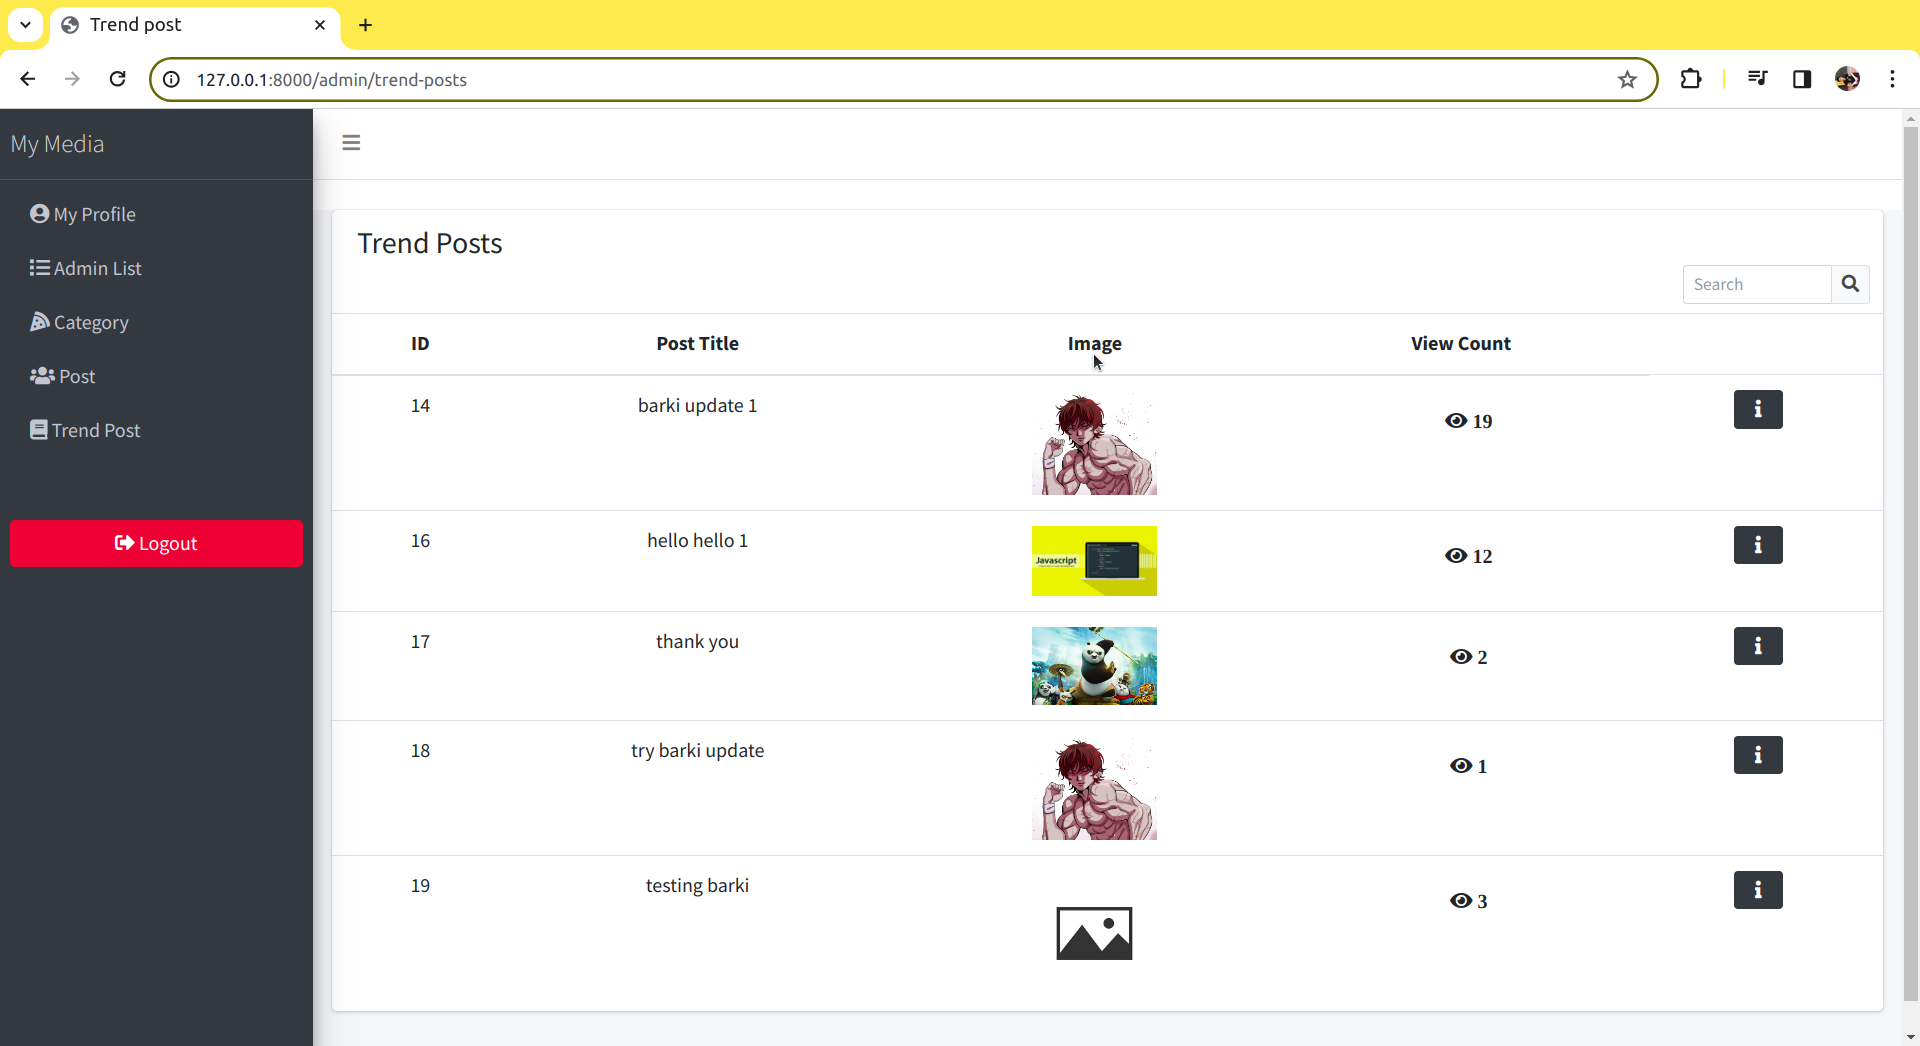 Trend post
127.0.0.1:8000/admin/trend-posts
My Media
My Profile
Admin List
Category
Post
Trend Post
Logout
Trend Posts
Search
ID Post Title Image View Count
14 barki update 1 19
16 hello hello 1 Javascript 12
17 thank you 2
18 try barki update 1
19 testing barki 3